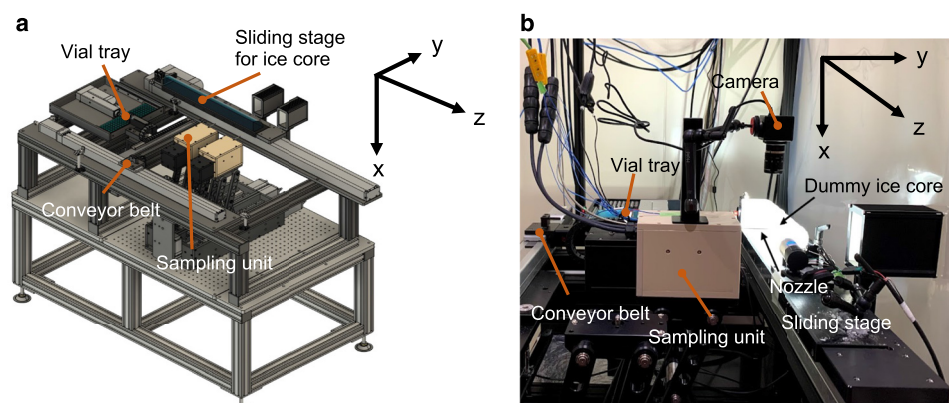 a
Vial tray
Sliding stage
for ice core
y
z
x
Conveyor belt
Sampling unit
b
Camera
y
z
x
Vial tray
Dummy ice core
Nozzle
Conveyor belt
Sliding stage
Sampling unit